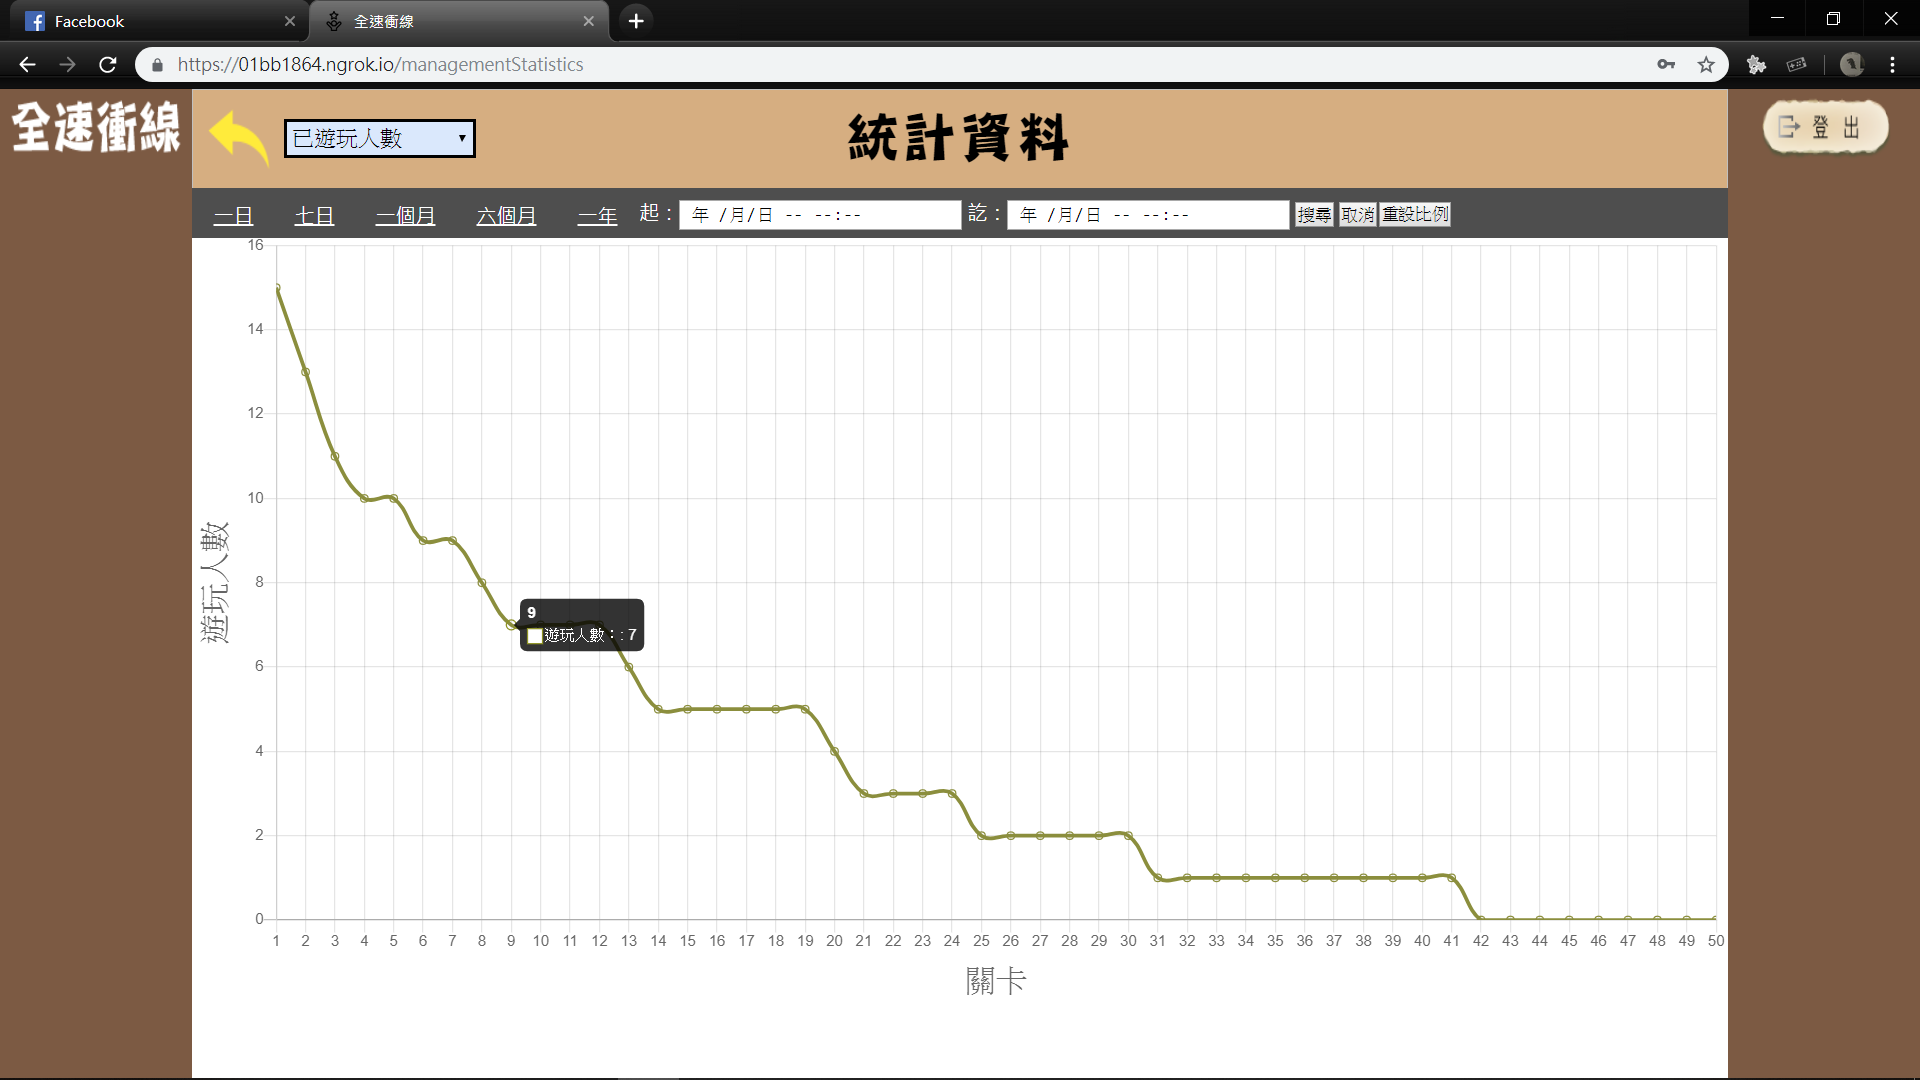 Facebook
全速衝線
https://01bb1864.ngrok.io/managementStatistics
全速衝線
已遊玩人數
統計資料
登出
一日 七日 一個月 六個月 一年 起： 年 /月/日 -- --:-- 訖： 年 /月/日 -- --:-- 搜尋 取消 重設比例
16
14
12
10
8
6
4
2
0
遊玩人數
9
遊玩人數：: 7
1 2 3 4 5 6 7 8 9 10 11 12 13 14 15 16 17 18 19 20 21 22 23 24 25 26 27 28 29 30 31 32 33 34 35 36 37 38 39 40 41 42 43 44 45 46 47 48 49 50
關卡